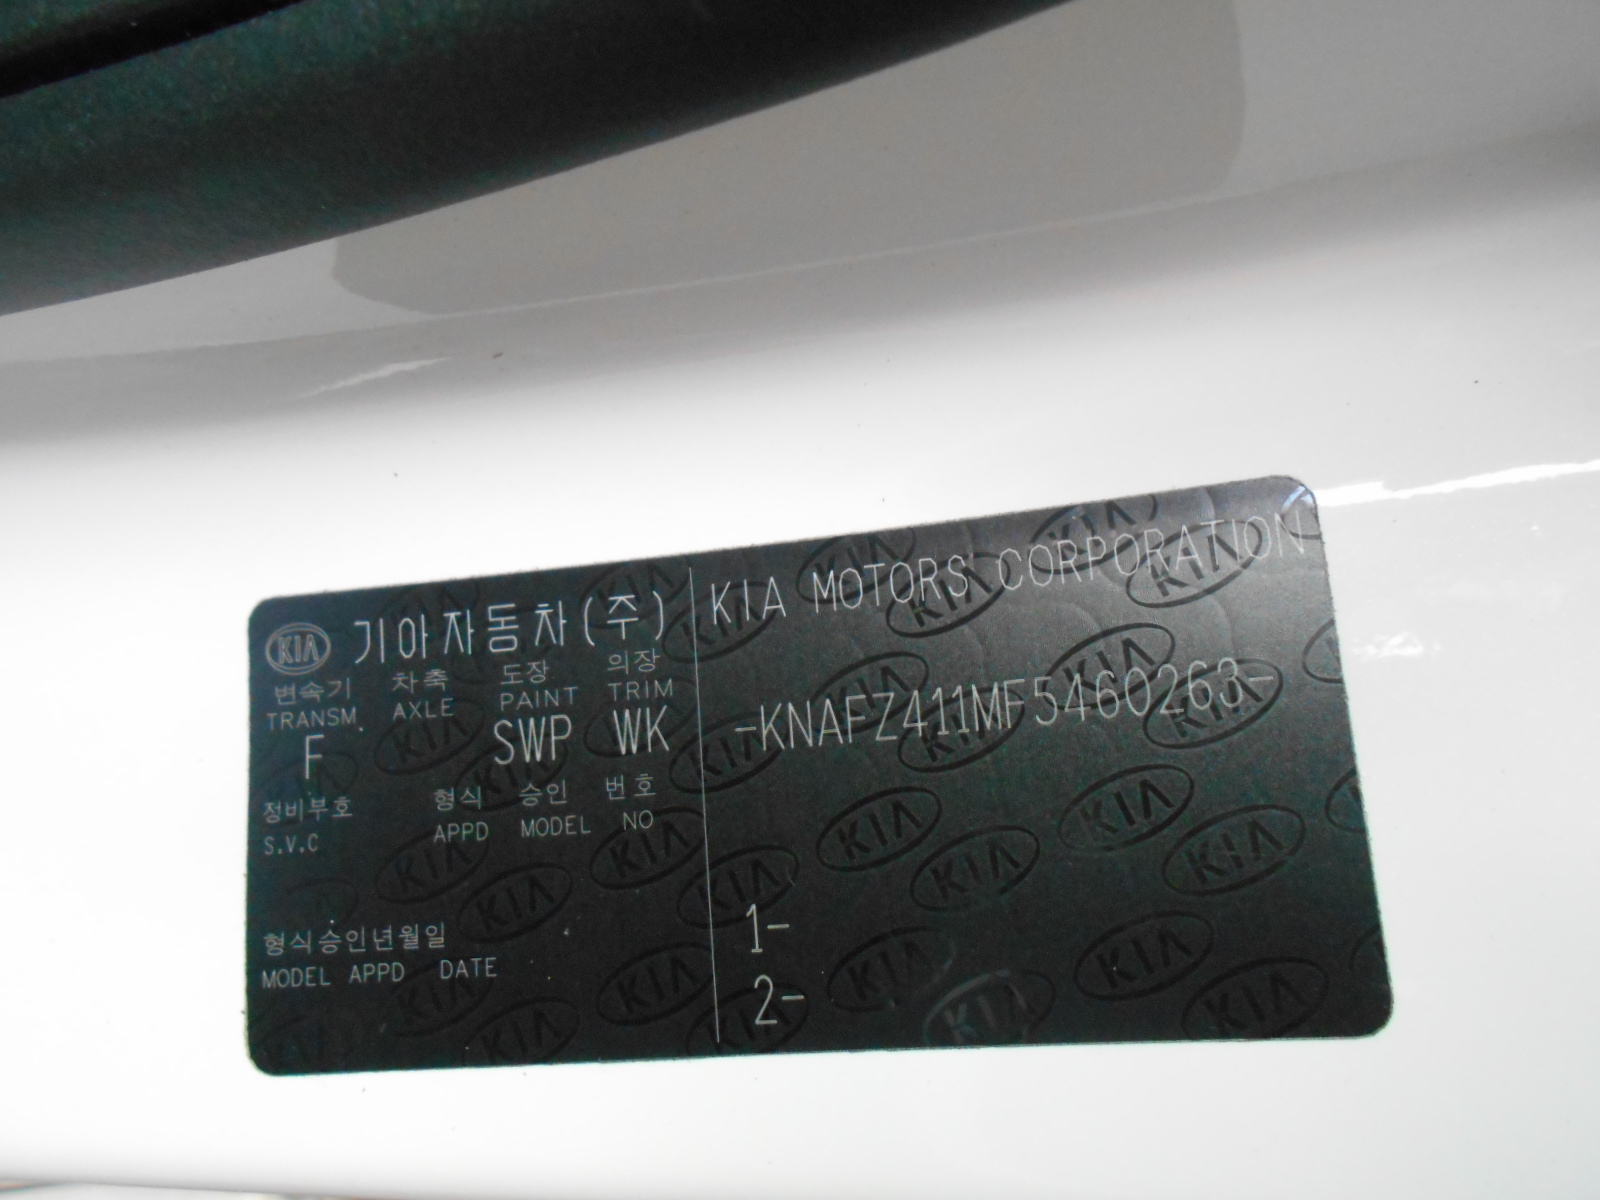 KIA 기아자동차(주) KIA MOTORS CORPORATION
변속기 차축 도장 의장
TRANSM. AXLE PAINT TRIM
F SWP WK
-KNAFZ411MF5460263-
정비부호 형식 승인 번호
S.V.C APPD MODEL NO
형식승인년월일
MODEL APPD DATE
1-
2-